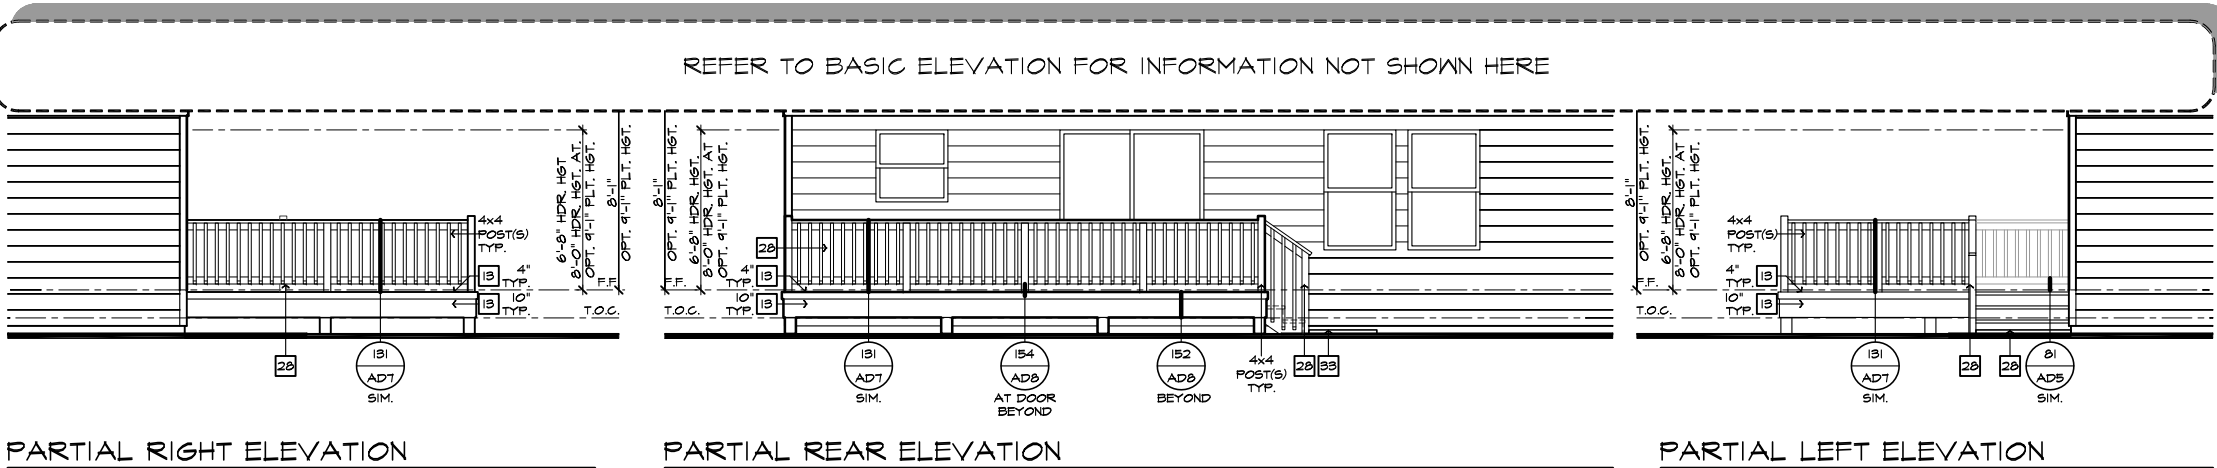 REFER TO BASIC ELEVATION FOR INFORMATION NOT SHOWN HERE
6'-8" HDR. HGT
8'-0" HDR. HGT. AT.
OPT. 9'-1" PLT. HGT.
8'-1"
OPT. 9'-1" PLT. HGT.
4x4
POST(S)
TYP.
13
4"
TYP.
13
10"
TYP.
F.F.
T.O.C.
28
131
AD7
SIM.
PARTIAL RIGHT ELEVATION
8'-1"
OPT. 9'-1" PLT. HGT.
6'-8" HDR. HGT.
8'-0" HDR. HGT. AT
OPT. 9'-1" PLT. HGT.
28
4"
TYP.
13
10"
TYP.
13
F.F.
T.O.C.
131
AD7
SIM.
154
AD8
AT DOOR
BEYOND
152
AD8
BEYOND
4x4
POST(S)
TYP.
28
33
PARTIAL REAR ELEVATION
8'-1"
OPT. 9'-1" PLT. HGT.
6'-8" HDR. HGT.
8'-0" HDR. HGT. AT
OPT. 9'-1" PLT. HGT.
4x4
POST(S)
TYP.
4"
TYP.
13
10"
TYP.
13
F.F.
T.O.C.
131
AD7
SIM.
28
28
81
AD5
SIM.
PARTIAL LEFT ELEVATION